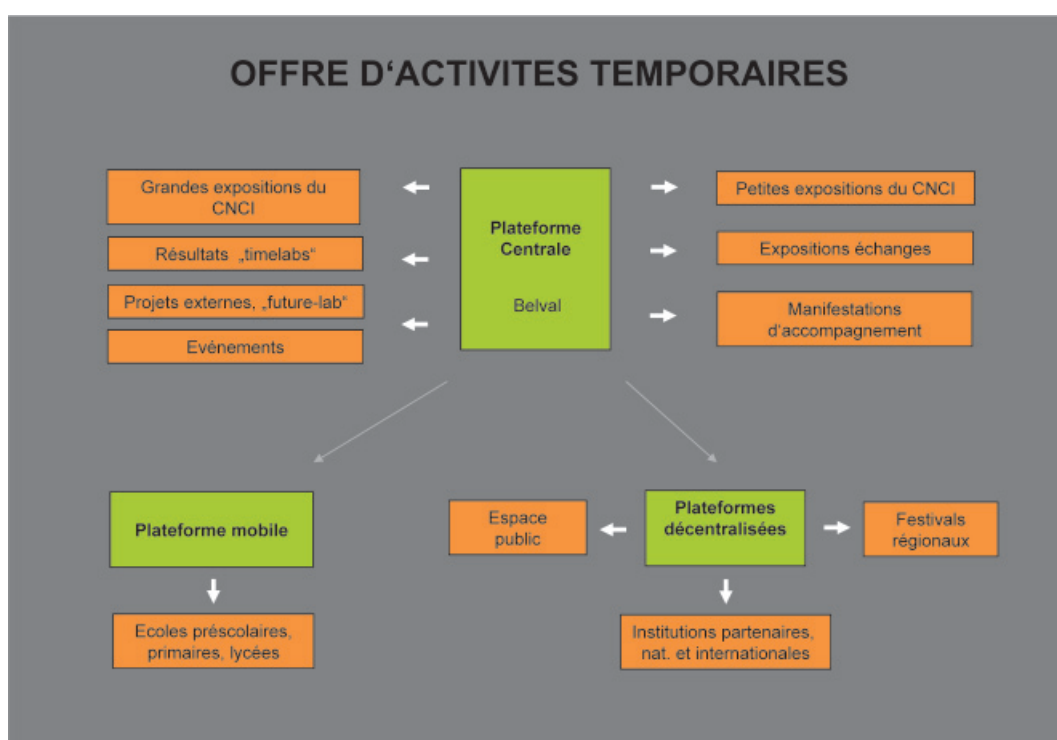 OFFRE D‘ACTIVITES TEMPORAIRES
Grandes expositions du
CNCI
Résultats „timelabs“
Projets externes, „future-lab“
Evénements
Plateforme
Centrale
Belval
Petites expositions du CNCI
Expositions échanges
Manifestations
d‘accompagnement
Plateforme mobile
Ecoles préscolaires,
primaires, lycées
Espace
public
Plateformes
décentralisées
Festivals
régionaux
Institutions partenaires,
nat. et internationales